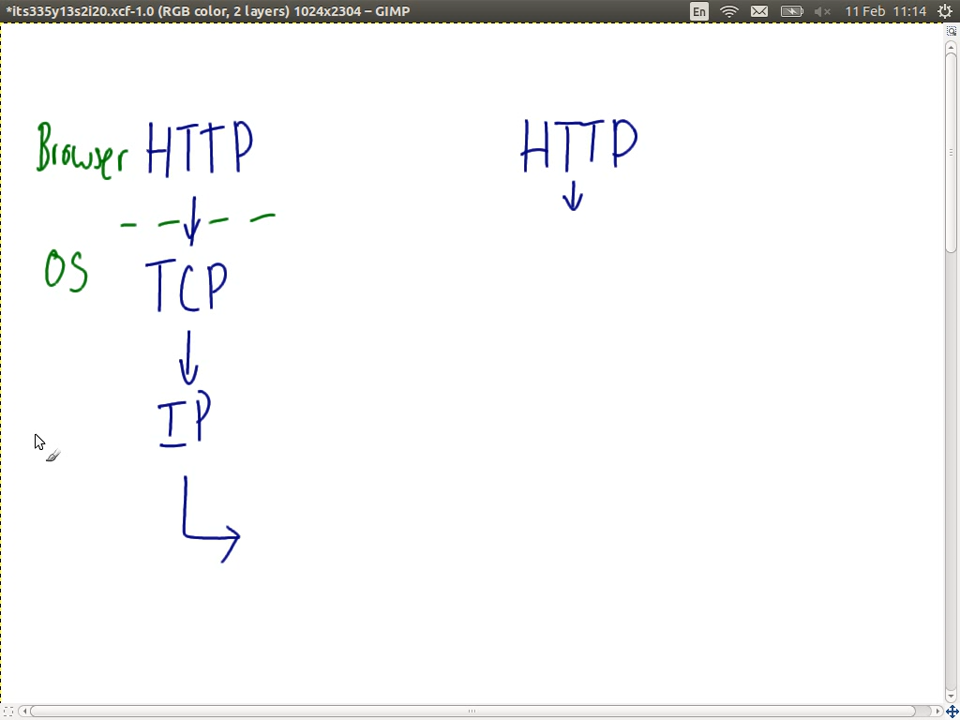 *its335y13s2i20.xcf-1.0 (RGB color, 2 layers) 1024x2304 – GIMP
En
11 Feb 11:14
Browser HTTP
HTTP
OS
TCP
IP